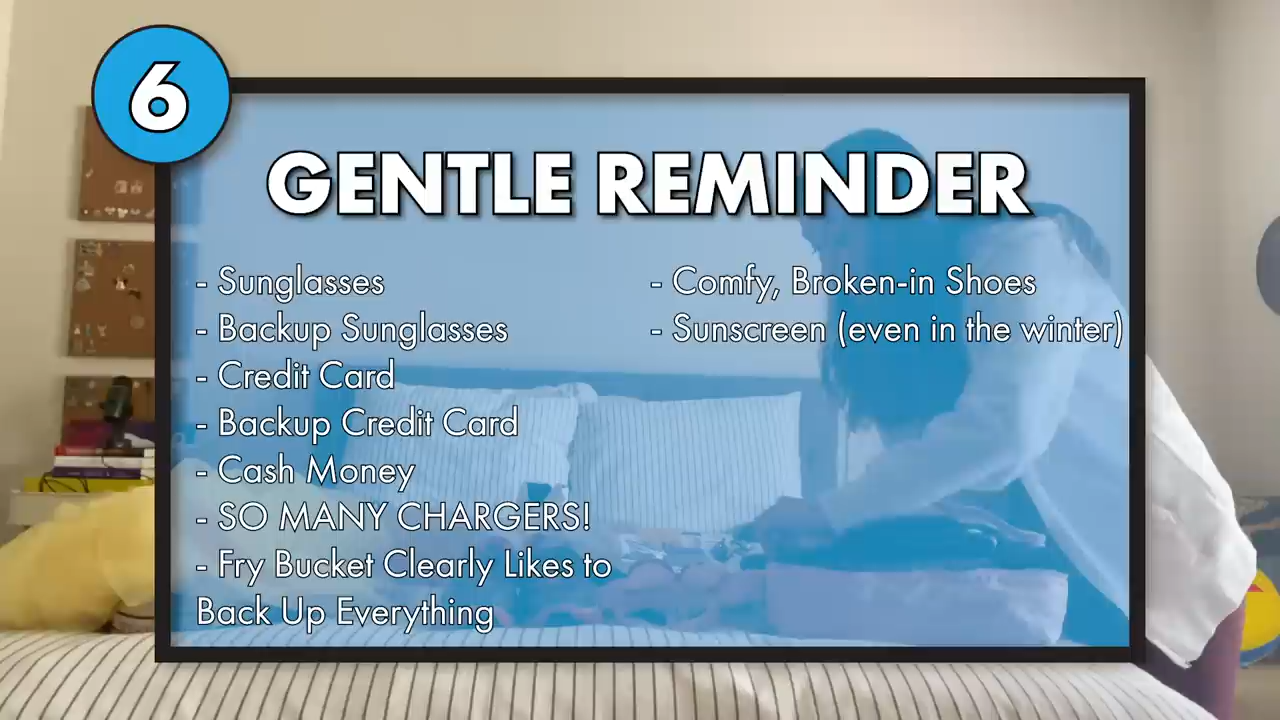 6
GENTLE REMINDER
- Sunglasses
- Backup Sunglasses
- Credit Card
- Backup Credit Card
- Cash Money
- SO MANY CHARGERS!
- Fry Bucket Clearly Likes to
Back Up Everything
- Comfy, Broken-in Shoes
- Sunscreen (even in the winter)